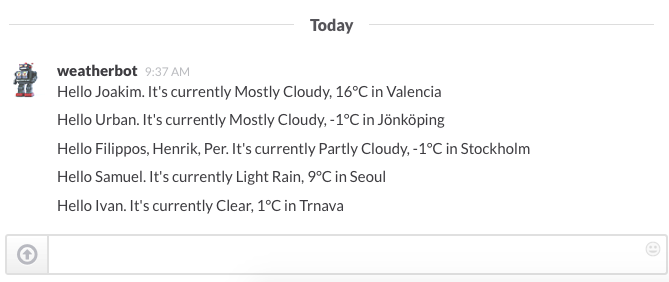 Today
weatherbot 9:37 AM
Hello Joakim. It's currently Mostly Cloudy, 16°C in Valencia
Hello Urban. It's currently Mostly Cloudy, -1°C in Jönköping
Hello Filippos, Henrik, Per. It's currently Partly Cloudy, -1°C in Stockholm
Hello Samuel. It's currently Light Rain, 9°C in Seoul
Hello Ivan. It's currently Clear, 1°C in Trnava